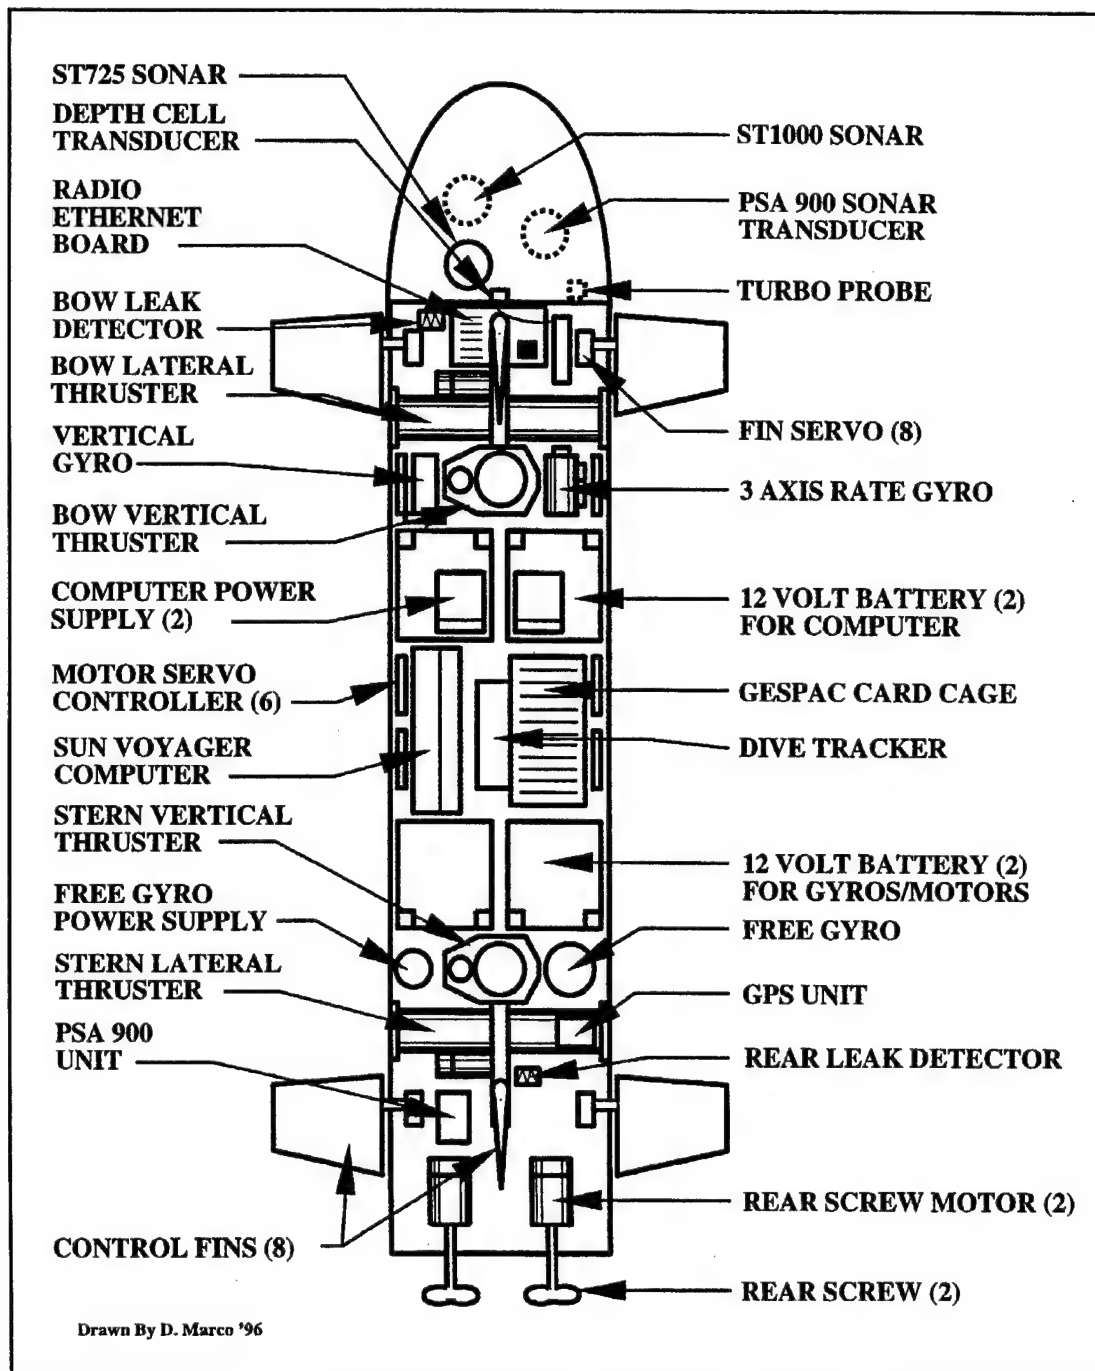 ST725 SONAR
DEPTH CELL
TRANSDUCER
RADIO
ETHERNET
BOARD
BOW LEAK
DETECTOR
BOW LATERAL
THRUSTER
VERTICAL
GYRO
BOW VERTICAL
THRUSTER
COMPUTER POWER
SUPPLY (2)
MOTOR SERVO
CONTROLLER (6)
SUN VOYAGER
COMPUTER
STERN VERTICAL
THRUSTER
FREE GYRO
POWER SUPPLY
STERN LATERAL
THRUSTER
PSA 900
UNIT
CONTROL FINS (8)
ST1000 SONAR
PSA 900 SONAR
TRANSDUCER
TURBO PROBE
FIN SERVO (8)
3 AXIS RATE GYRO
12 VOLT BATTERY (2)
FOR COMPUTER
GESPAC CARD CAGE
DIVE TRACKER
12 VOLT BATTERY (2)
FOR GYROS/MOTORS
FREE GYRO
GPS UNIT
REAR LEAK DETECTOR
REAR SCREW MOTOR (2)
REAR SCREW (2)
Drawn By D. Marco '96